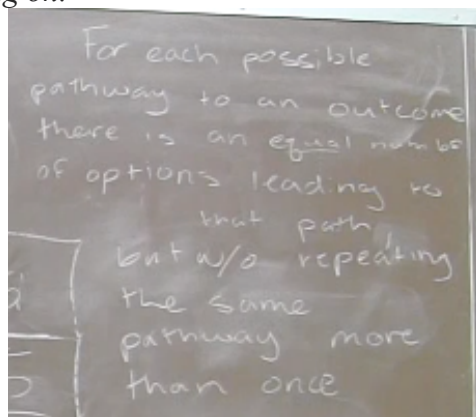 For each possible
pathway to an outcome
there is an equal number
of options leading to
that path,
but w/o repeating
the same
pathway more
than once